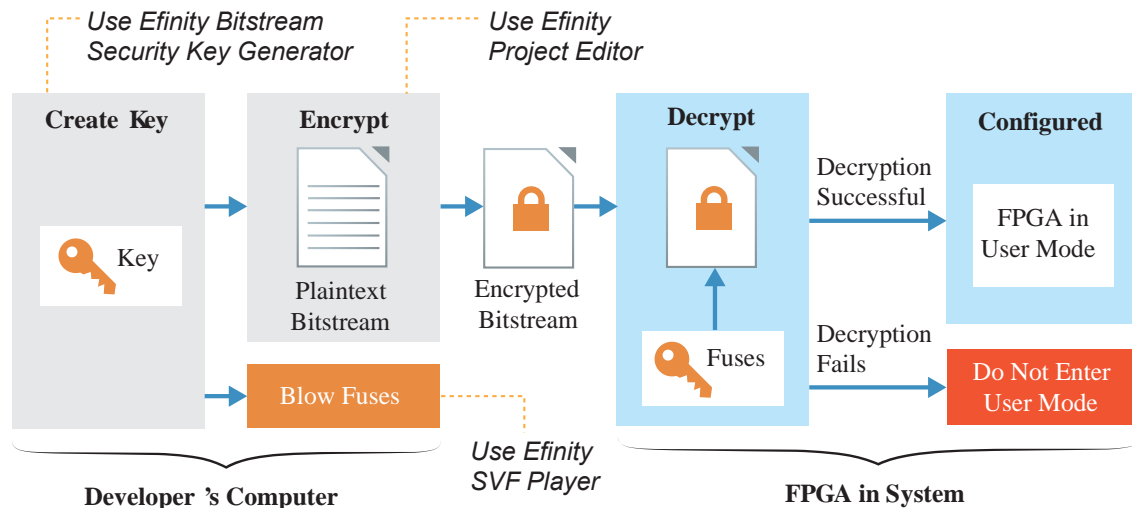 Use Efinity Bitstream
Security Key Generator
Use Efinity
Project Editor
Create Key
Key
Encrypt
Plaintext
Bitstream
Blow Fuses
Use Efinity
SVF Player
Encrypted
Bitstream
Decrypt
Fuses
Decryption
Successful
Decryption
Fails
Configured
FPGA in
User Mode
Do Not Enter
User Mode
Developer 's Computer
FPGA in System